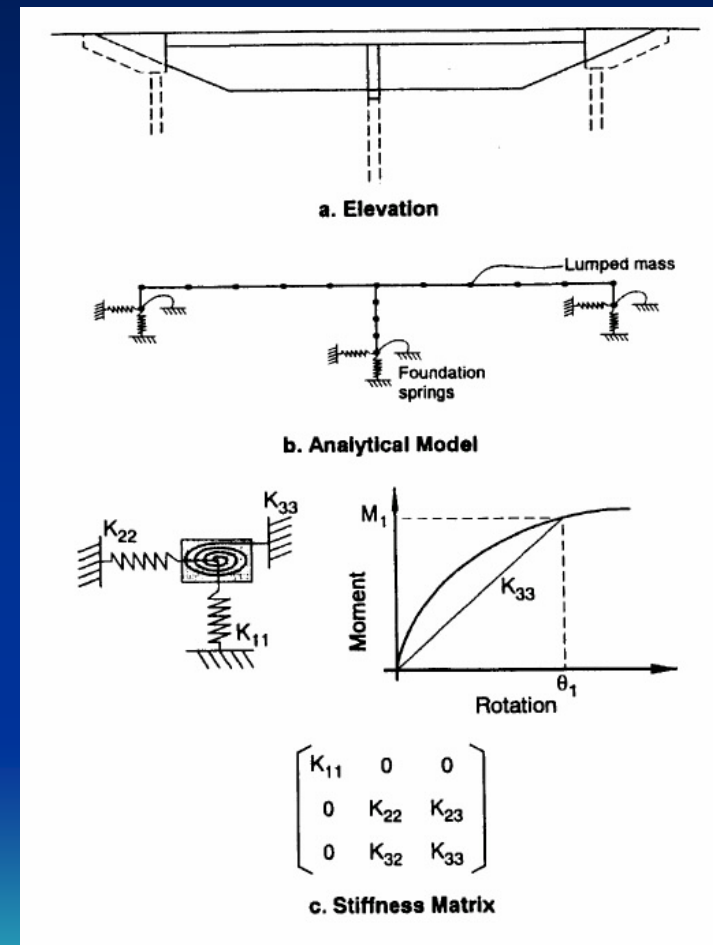 a. Elevation
Lumped mass
Foundation
springs
b. Analytical Model
K33
K22
K11
M1
Moment
K33
θ1
Rotation
K11 0 0
0 K22 K23
0 K32 K33
c. Stiffness Matrix